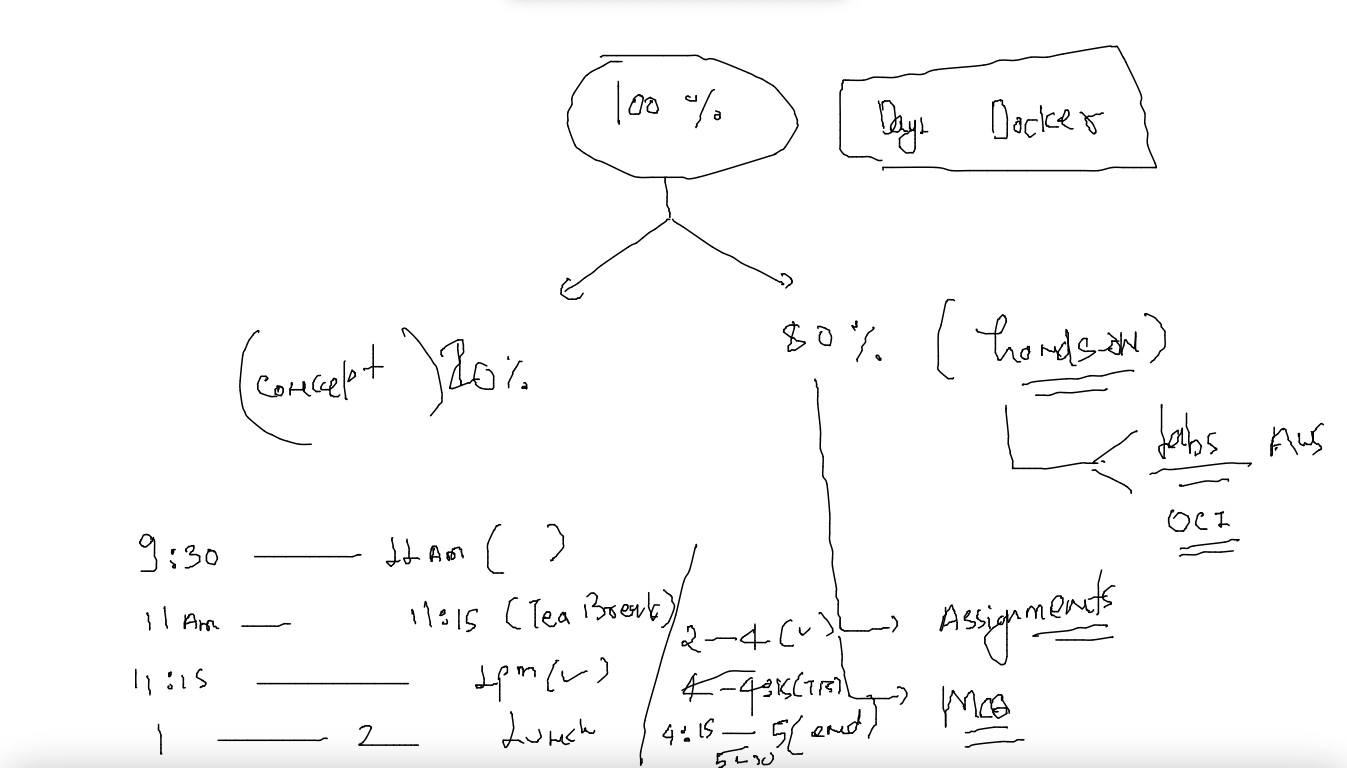 100 %
Day1 Docker
80 % (handson)
(concept) 20%
Labs AWS
OCI
9:30 — 11 Am ( )
11 Am — 11:15 (Tea Break)
11:15 — 1pm (✓)
1 — 2 Lunch
2 — 4 (✓)
4 — 4:15 (TB)
4:15 — 5 (end)
5:30
Assignments
MCQ